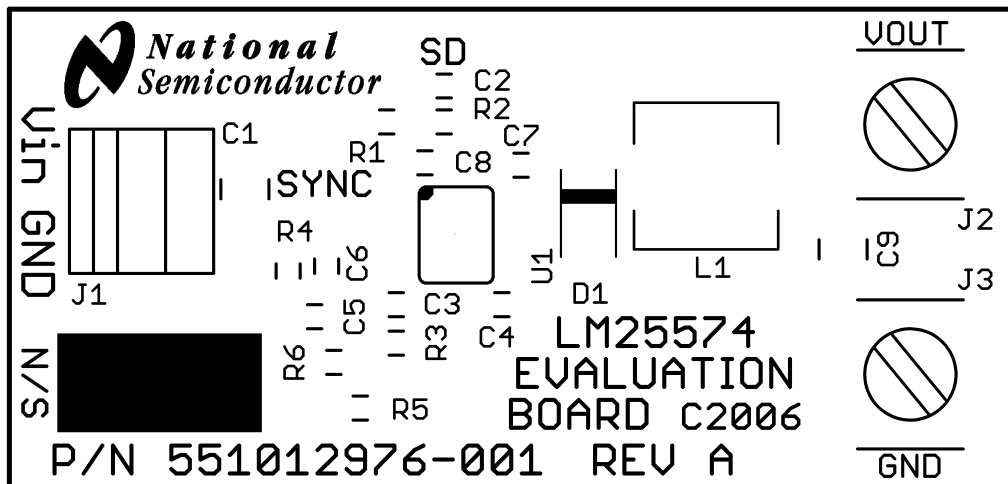 National
Semiconductor
SD
VOUT
C2
R2
C7
C1
R1
C8
Vin GND
SYNC
J2
R4
C6
U1
L1
C9
J1
D1
J3
C5
C3
R3
C4
R6
R5
LM25574
EVALUATION
BOARD C2006
S/N
P/N 551012976-001 REV A
GND